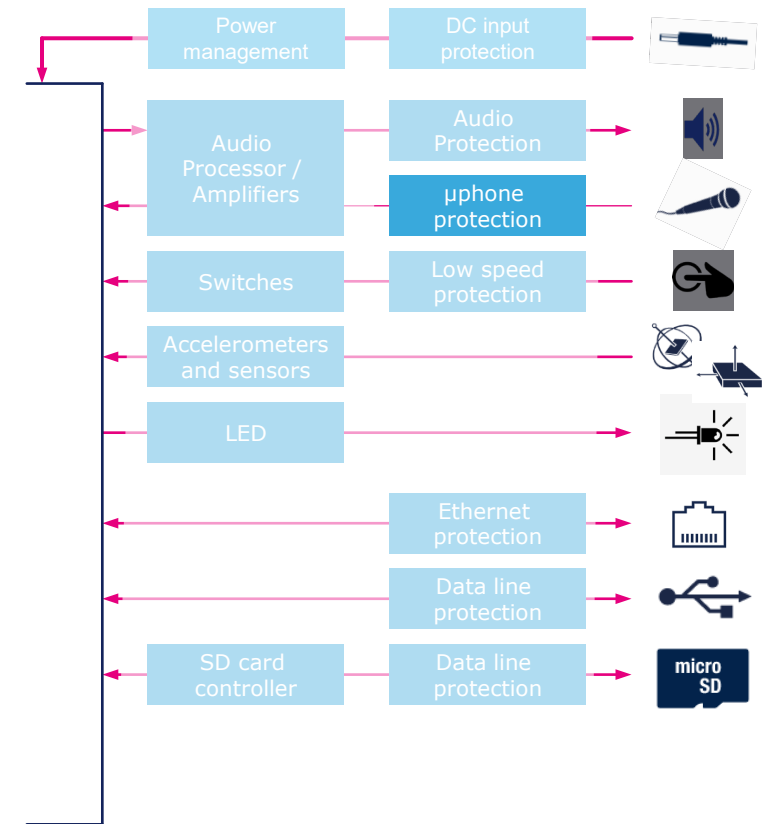 Power
management
DC input
protection
Audio
Processor /
Amplifiers
Audio
Protection
µphone
protection
Switches
Low speed
protection
Accelerometers
and sensors
LED
Ethernet
protection
Data line
protection
SD card
controller
Data line
protection
micro
SD